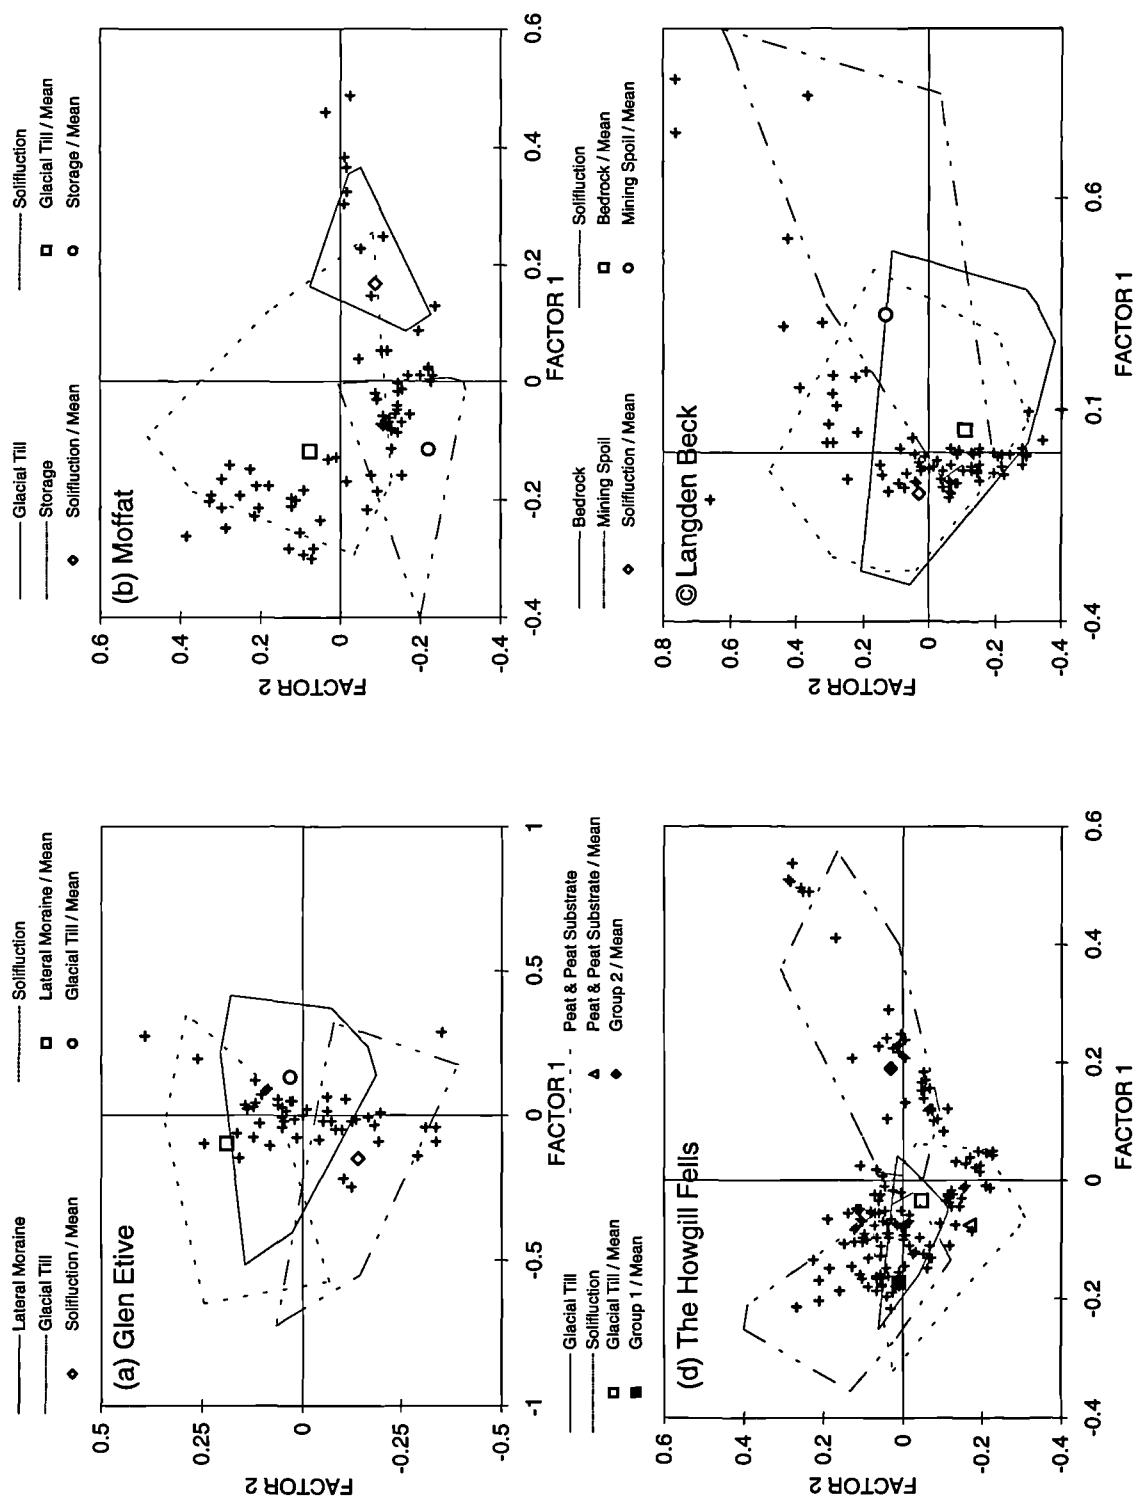 Lateral Moraine
Solifluction
Glacial Till
Lateral Moraine / Mean
Solifluction / Mean
Glacial Till / Mean
(a) Glen Etive
0.5
0.25
0
-0.25
-0.5
FACTOR 2
-1
-0.5
0
0.5
1
FACTOR 1
Glacial Till
Solifluction
Storage
Glacial Till / Mean
Solifluction / Mean
Storage / Mean
(b) Moffat
0.6
0.4
0.2
0
-0.2
-0.4
FACTOR 2
-0.4
-0.2
0
0.2
0.4
0.6
FACTOR 1
Glacial Till
Peat & Peat Substrate
Solifluction
Peat & Peat Substrate / Mean
Glacial Till / Mean
Group 2 / Mean
Group 1 / Mean
(d) The Howgill Fells
0.6
0.4
0.2
0
-0.2
-0.4
FACTOR 2
-0.4
-0.2
0
0.2
0.4
0.6
FACTOR 1
Bedrock
Solifluction
Mining Spoil
Bedrock / Mean
Solifluction / Mean
Mining Spoil / Mean
© Langden Beck
0.8
0.6
0.4
0.2
0
-0.2
-0.4
FACTOR 2
-0.4
0.1
0.6
FACTOR 1